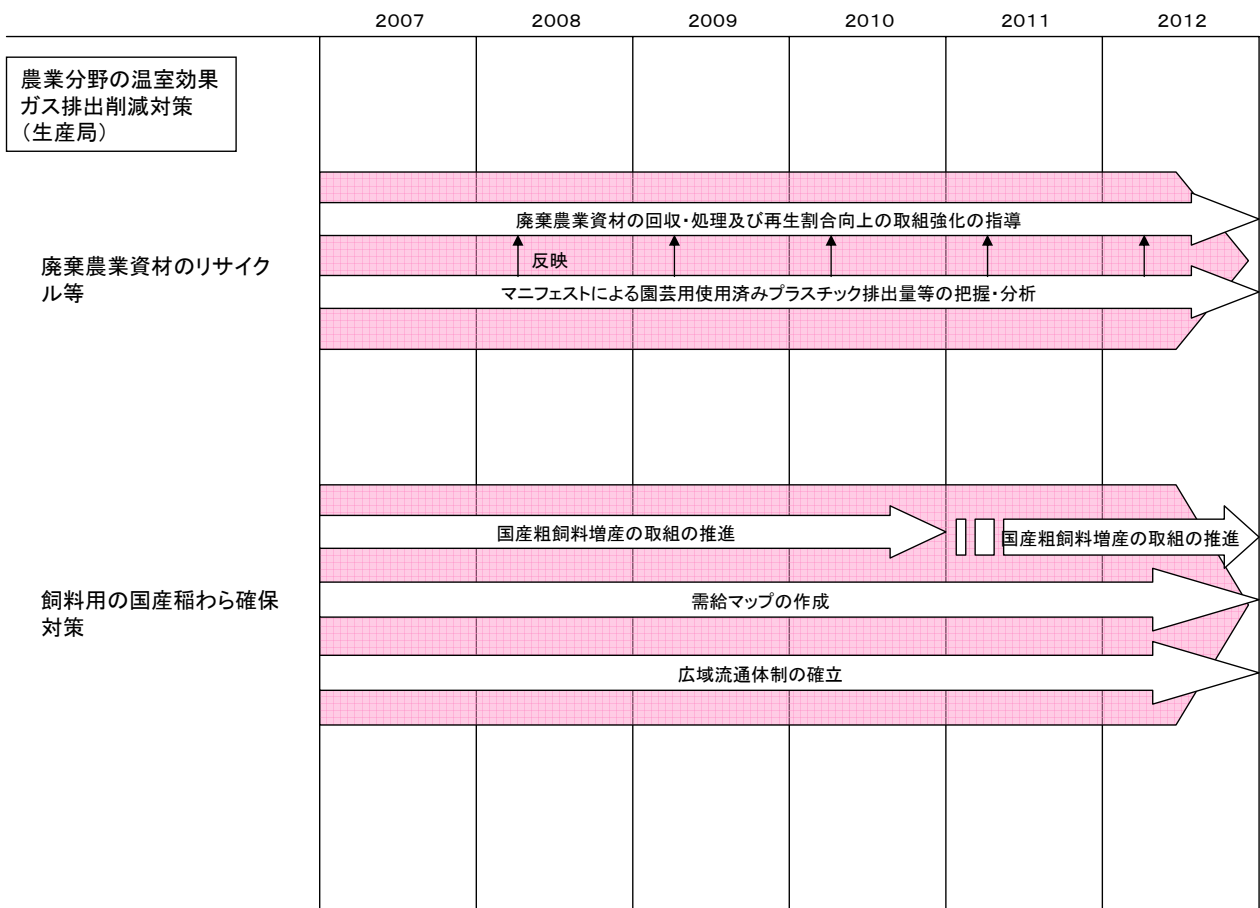 2007 2008 2009 2010 2011 2012
農業分野の温室効果
ガス排出削減対策
（生産局）
廃棄農業資材のリサイク
ル等
廃棄農業資材の回収・処理及び再生割合向上の取組強化の指導
反映
マニフェストによる園芸用使用済みプラスチック排出量等の把握・分析
飼料用の国産稲わら確保
対策
国産粗飼料増産の取組の推進
国産粗飼料増産の取組の推進
需給マップの作成
広域流通体制の確立